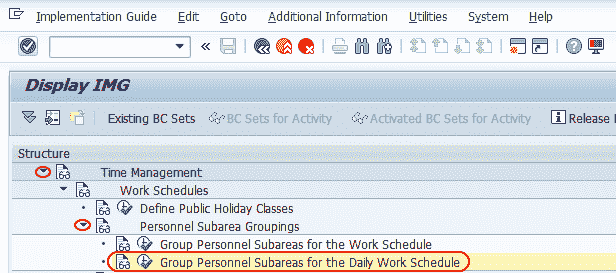 Implementation Guide Edit Goto Additional Information Utilities System Help
Display IMG
Existing BC Sets BC Sets for Activity Activated BC Sets for Activity Release
Structure
Time Management
Work Schedules
Define Public Holiday Classes
Personnel Subarea Groupings
Group Personnel Subareas for the Work Schedule
Group Personnel Subareas for the Daily Work Schedule